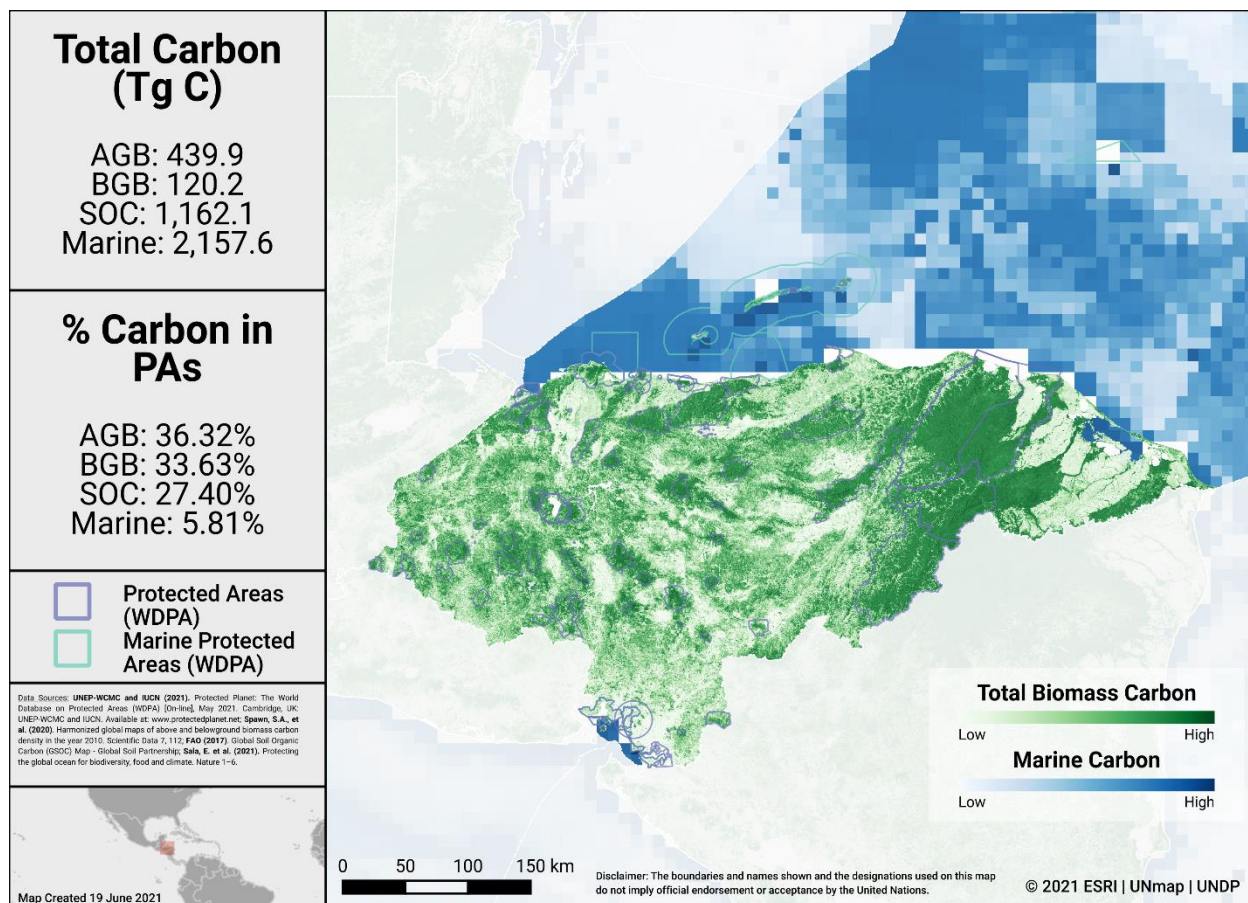 Total Carbon
(Tg C)
AGB: 439.9
BGB: 120.2
SOC: 1,162.1
Marine: 2,157.6
% Carbon in
PAs
AGB: 36.32%
BGB: 33.63%
SOC: 27.40%
Marine: 5.81%
Protected Areas
(WDPA)
Marine Protected
Areas (WDPA)
Data Sources: UNEP-WCMC and IUCN (2021). Protected Planet: The World
Database on Protected Areas (WDPA) [On-line], May 2021. Cambridge, UK:
UNEP-WCMC and IUCN. Available at: www.protectedplanet.net; Spawn, S.A., et
al. (2020). Harmonized global maps of above and belowground biomass carbon
density in the year 2010. Scientific Data 7, 112; FAO (2017). Global Soil Organic
Carbon (GSOC) Map - Global Soil Partnership; Sala, E. et al. (2021). Protecting
the global ocean for biodiversity, food and climate. Nature 1–6.
Map Created 19 June 2021
Total Biomass Carbon
Low High
Marine Carbon
Low High
0 50 100 150 km
Disclaimer: The boundaries and names shown and the designations used on this map
do not imply official endorsement or acceptance by the United Nations.
© 2021 ESRI | UNmap | UNDP